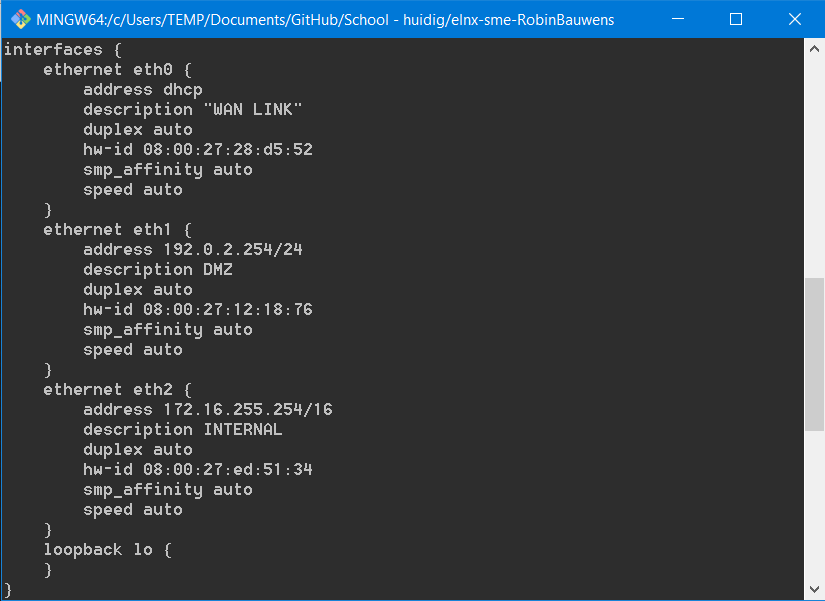 MINGW64:/c/Users/TEMP/Documents/GitHub/School - huidig/elnx-sme-RobinBauwens
interfaces {
    ethernet eth0 {
        address dhcp
        description "WAN LINK"
        duplex auto
        hw-id 08:00:27:28:d5:52
        smp_affinity auto
        speed auto
    }
    ethernet eth1 {
        address 192.0.2.254/24
        description DMZ
        duplex auto
        hw-id 08:00:27:12:18:76
        smp_affinity auto
        speed auto
    }
    ethernet eth2 {
        address 172.16.255.254/16
        description INTERNAL
        duplex auto
        hw-id 08:00:27:ed:51:34
        smp_affinity auto
        speed auto
    }
    loopback lo {
    }
}